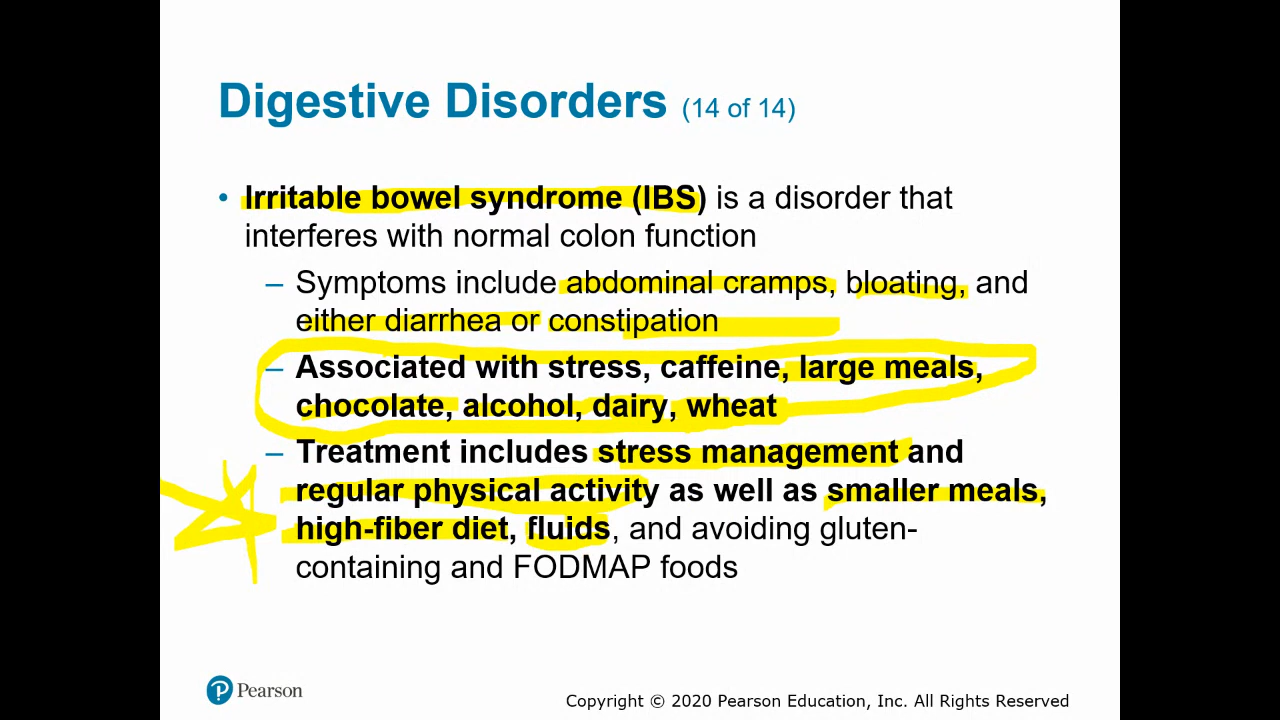 Digestive Disorders (14 of 14)
• Irritable bowel syndrome (IBS) is a disorder that
interferes with normal colon function
– Symptoms include abdominal cramps, bloating, and
either diarrhea or constipation
– Associated with stress, caffeine, large meals,
chocolate, alcohol, dairy, wheat
– Treatment includes stress management and
regular physical activity as well as smaller meals,
high-fiber diet, fluids, and avoiding gluten-
containing and FODMAP foods
Pearson
Copyright © 2020 Pearson Education, Inc. All Rights Reserved